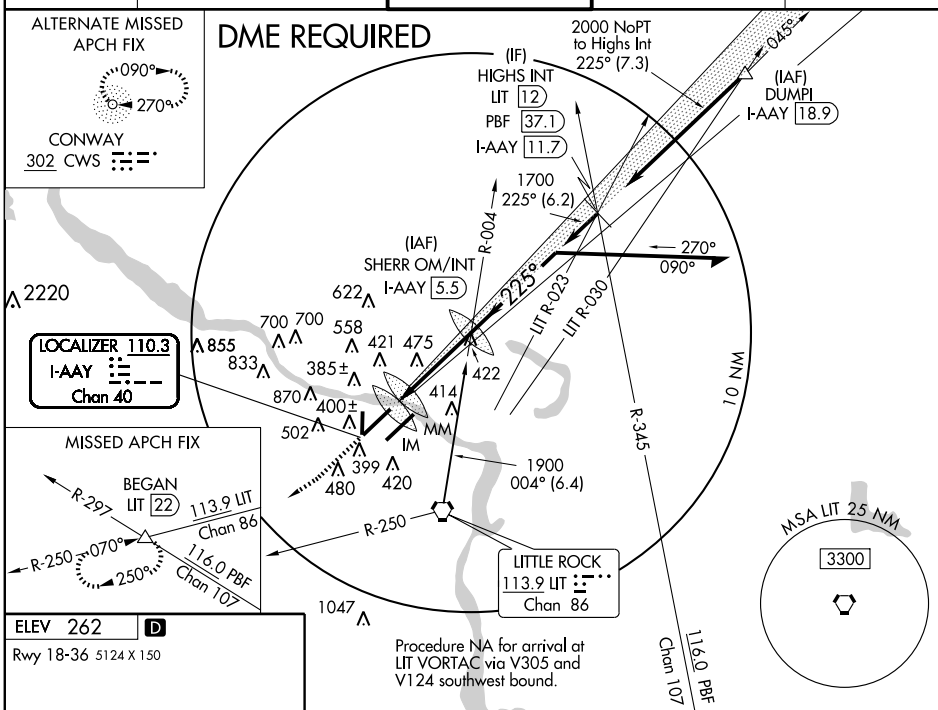 ALTERNATE MISSED
APCH FIX
090°
270°
CONWAY
302 CWS
DME REQUIRED
2000 NoPT
to Highs Int
225° (7.3)
045°
(IAF)
DUMPI
I-AAY 18.9
(IF)
HIGHS INT
LIT 12
PBF 37.1
I-AAY 11.7
1700
225° (6.2)
R-004
(IAF)
SHERR OM/INT
I-AAY 5.5
225°
270°
090°
LIT R-023
LIT R-030
10 NM
R-345
2220
622
700
700
558
855
833
421
475
385±
422
870
400±
414
502
399
480
420
MM
IM
LOCALIZER 110.3
I-AAY
Chan 40
1900
004° (6.4)
R-250
MISSED APCH FIX
R-297
BEGAN
LIT 22
113.9 LIT
Chan 86
R-250
070°
250°
116.0 PBF
Chan 107
LITTLE ROCK
113.9 LIT
Chan 86
MSA LIT 25 NM
3300
1047
116.0 PBF
Chan 107
ELEV 262 D
Rwy 18-36 5124 X 150
Procedure NA for arrival at
LIT VORTAC via V305 and
V124 southwest bound.